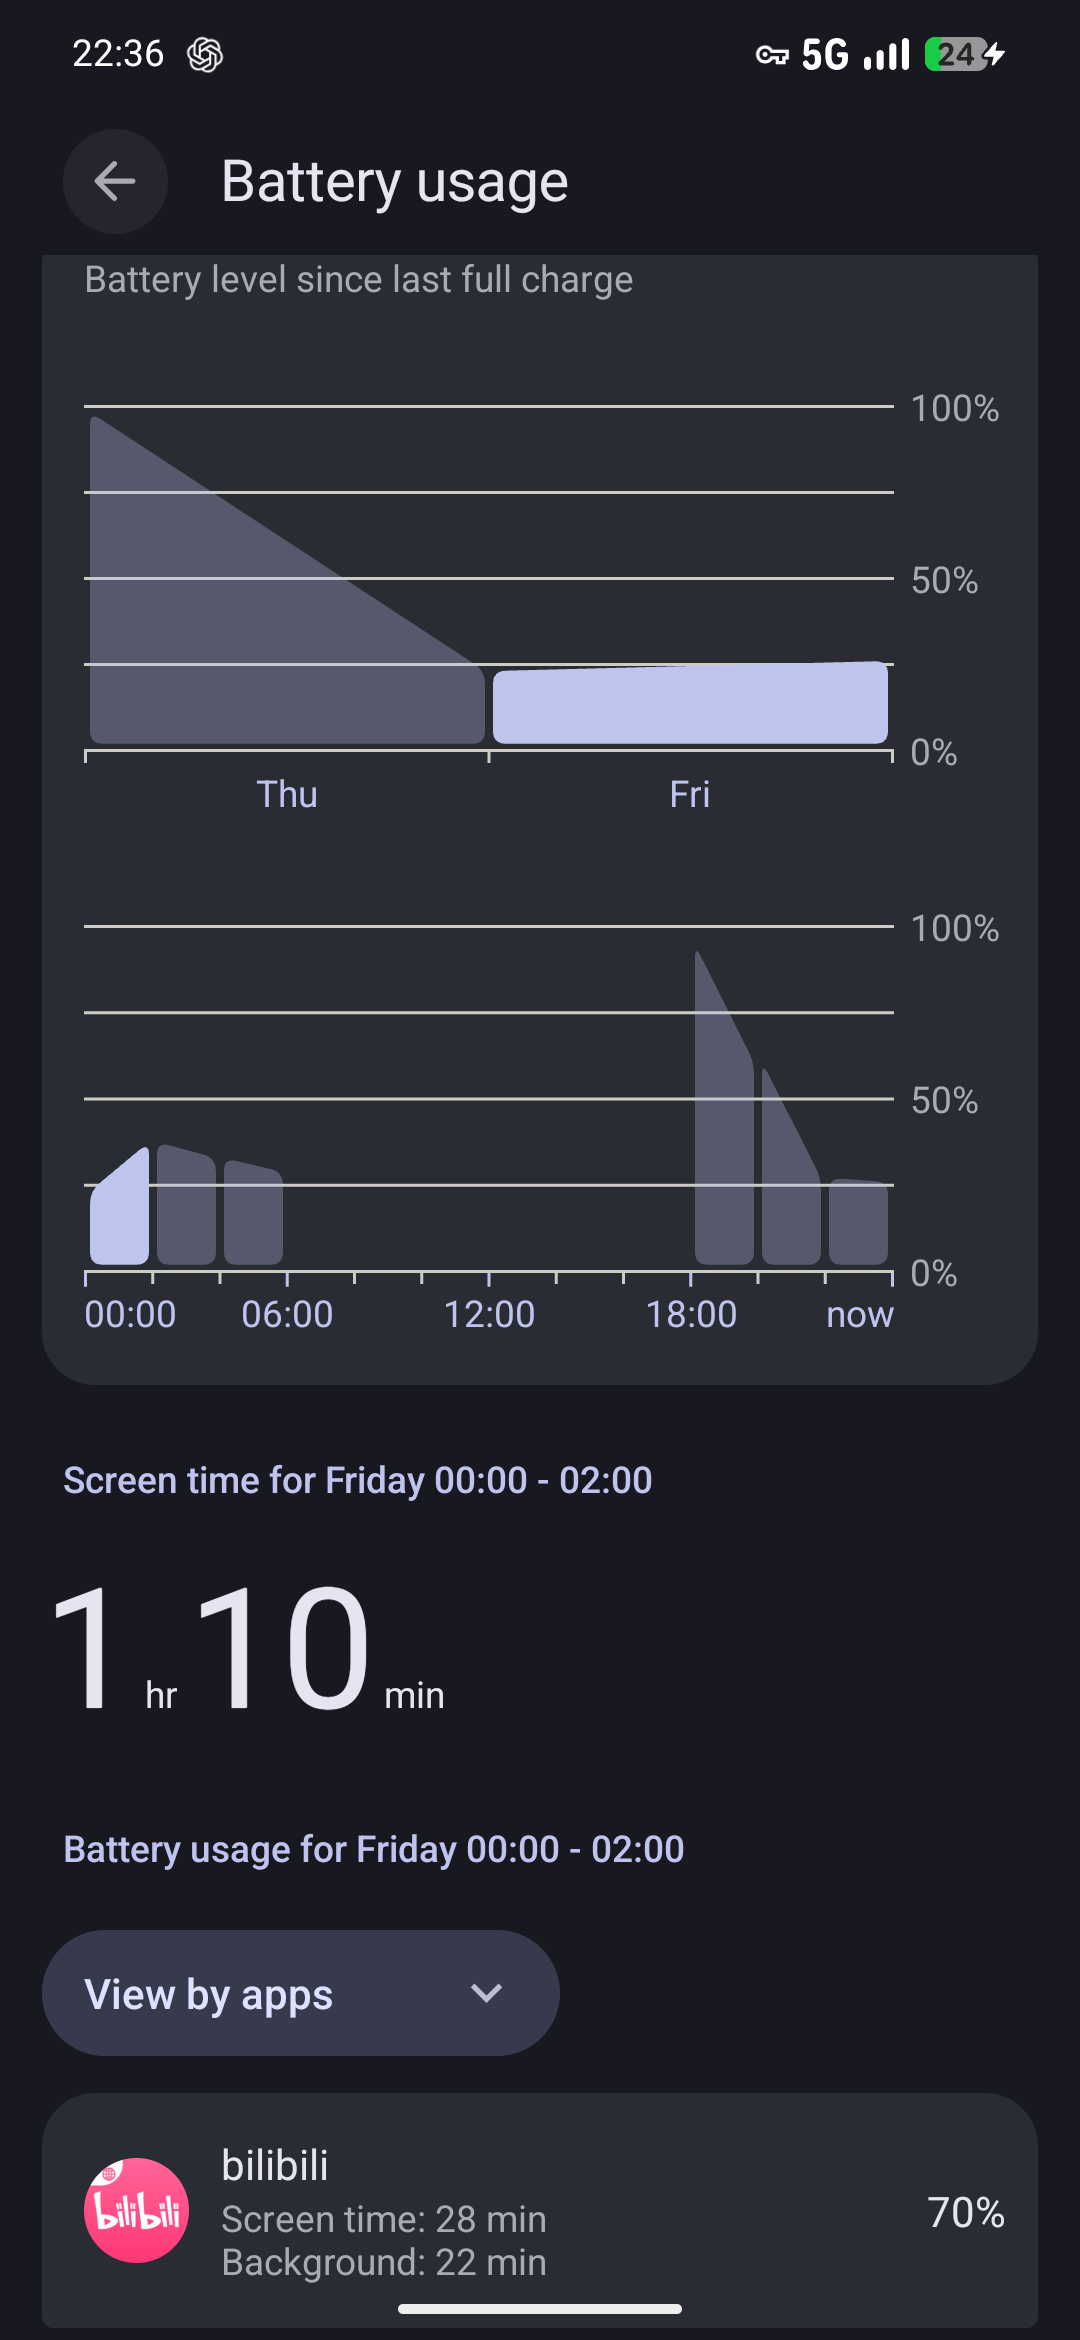 22:36 5G 24
Battery usage
Battery level since last full charge
100%
50%
0%
Thu Fri
100%
50%
0%
00:00 06:00 12:00 18:00 now
Screen time for Friday 00:00 - 02:00
1 hr 10 min
Battery usage for Friday 00:00 - 02:00
View by apps
bilibili
bilibili
Screen time: 28 min
70%
Background: 22 min